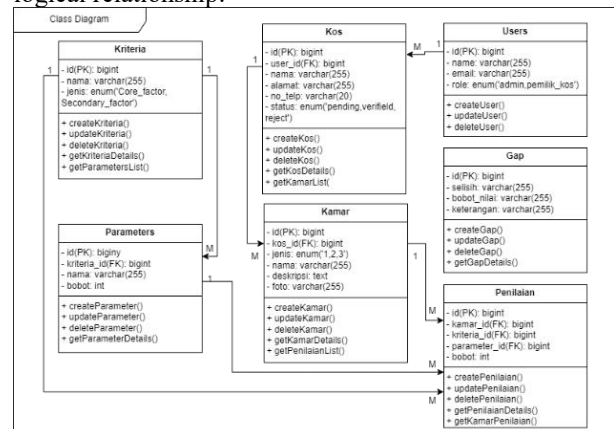 logical relationship.
Class Diagram
Kriteria
- id(PK): bigint
- nama: varchar(255)
- jenis: enum('Core_factor,
Secondary_factor')
+ createKriteria()
+ updateKriteria()
+ deleteKriteria()
+ getKriteriaDetails()
+ getParametersList()
1
1
M
Parameters
- id(PK): biginy
- kriteria_id(FK): bigint
- nama: varchar(255)
- bobot: int
+ createParameter()
+ updateParameter()
+ deleteParameter()
+ getParameterDetails()
1
Kos
- id(PK): bigint
- user_id(FK): bigint
- nama: varchar(255)
- alamat: varchar(255)
- no_telp: varchar(20)
- status: enum('pending,verifield,
reject')
+ createKos()
+ updateKos()
+ deleteKos()
+ getKosDetails()
+ getKamarList(
1
M
M
1
Kamar
- id(PK): bigint
- kos_id(FK): bigint
- jenis: enum('1,2,3')
- nama: varchar(255)
- deskripsi: text
- foto: varchar(255)
+ createKamar()
+ updateKamar()
+ deleteKamar()
+ getKamarDetails()
+ getPenilaianList()
1
M
Users
- id(PK): bigint
- name: varchar(255)
- email: varchar(255)
- role: enum('admin,pemilik_kos')
+ createUser()
+ updateUser()
+ deleteUser()
Gap
- id(PK): bigint
- selisih: varchar(255)
- bobot_nilai: varchar(255)
- keterangan: varchar(255)
+ createGap()
+ updateGap()
+ deleteGap()
+ getGapDetails()
Penilaian
- id(PK): bigint
- kamar_id(FK): bigint
- kriteria_id(FK): bigint
- parameter_id(FK): bigint
- bobot: int
+ createPenilaian()
+ updatePenilaian()
+ deletePenilaian()
+ getPenilaianDetails()
+ getKamarPenilaian()
M
M